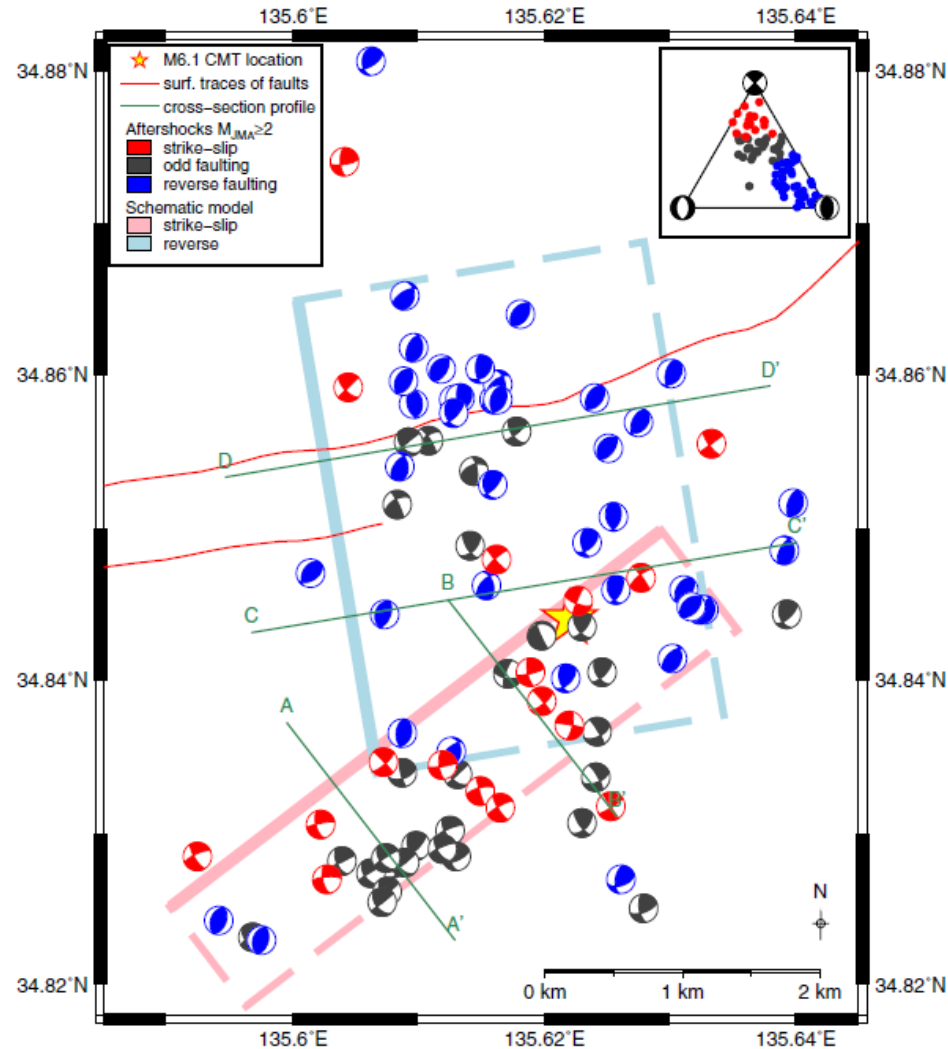 135.6˚E 135.62˚E 135.64˚E
34.88˚N 34.88˚N
M6.1 CMT location
surf. traces of faults
cross−section profile
Aftershocks MJMA≥2
strike−slip
odd faulting
reverse faulting
Schematic model
strike−slip
reverse
34.86˚N 34.86˚N
D'
D
C'
B
C
34.84˚N 34.84˚N
A
B'
N
A'
34.82˚N 34.82˚N
0 km 1 km 2 km
135.6˚E 135.62˚E 135.64˚E